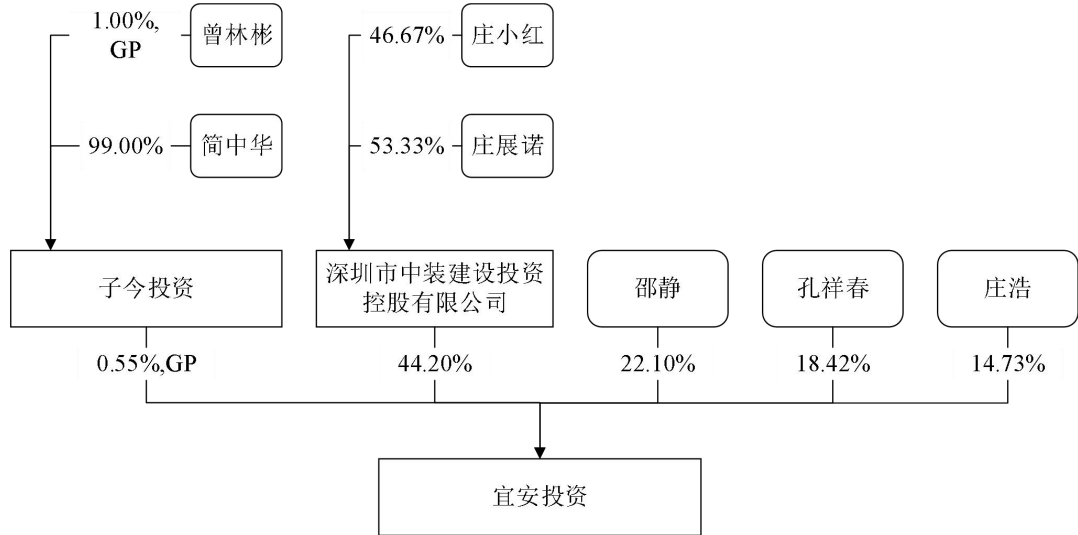 1.00%,
GP
曾林彬
46.67%
庄小红
99.00%
简中华
53.33%
庄展诺
子今投资
深圳市中装建设投资
控股有限公司
邵静
孔祥春
庄浩
0.55%,GP
44.20%
22.10%
18.42%
14.73%
宜安投资